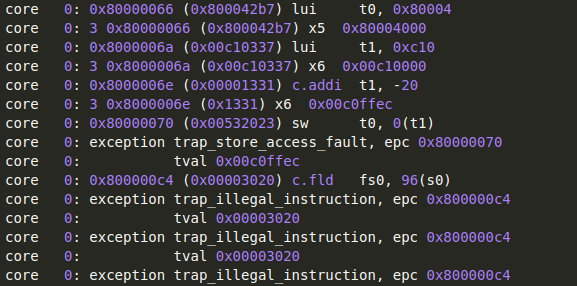 core   0: 0x80000066 (0x800042b7) lui     t0, 0x80004
core   0: 3 0x80000066 (0x800042b7) x5  0x80004000
core   0: 0x8000006a (0x00c10337) lui     t1, 0xc10
core   0: 3 0x8000006a (0x00c10337) x6  0x00c10000
core   0: 0x8000006e (0x00001331) c.addi  t1, -20
core   0: 3 0x8000006e (0x1331) x6  0x00c0ffec
core   0: 0x80000070 (0x00532023) sw      t0, 0(t1)
core   0: exception trap_store_access_fault, epc 0x80000070
core   0:           tval 0x00c0ffec
core   0: 0x800000c4 (0x00003020) c.fld   fs0, 96(s0)
core   0: exception trap_illegal_instruction, epc 0x800000c4
core   0:           tval 0x00003020
core   0: exception trap_illegal_instruction, epc 0x800000c4
core   0:           tval 0x00003020
core   0: exception trap_illegal_instruction, epc 0x800000c4